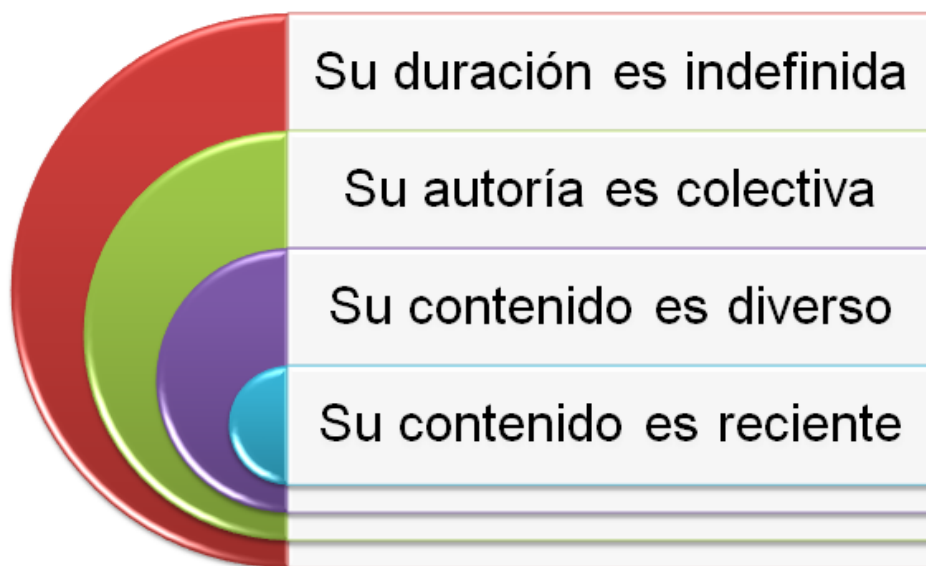 Su duración es indefinida
Su autoría es colectiva
Su contenido es diverso
Su contenido es reciente